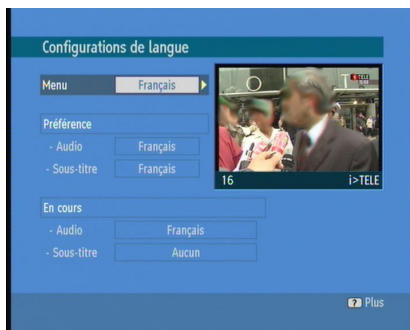 Configurations de langue
Menu Français
Préférence
- Audio Français
- Sous-titre Français
16 i>TELE
En cours
- Audio Français
- Sous-titre Aucun
? Plus